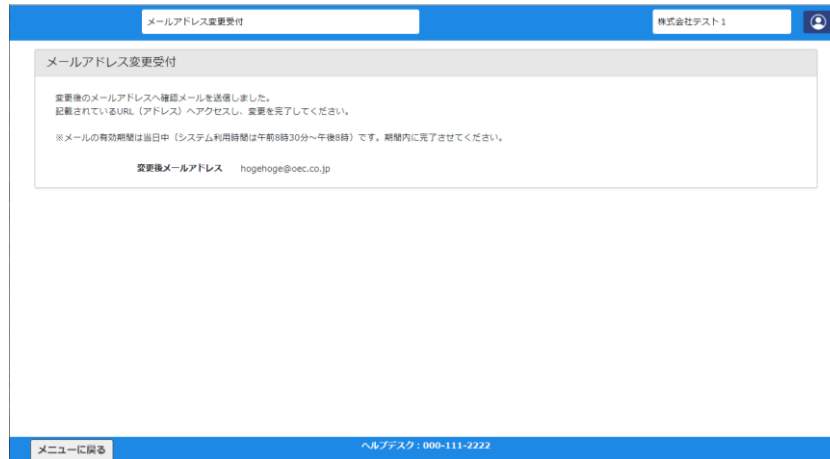 メールアドレス変更受付
株式会社テスト１
メールアドレス変更受付
変更後のメールアドレスへ確認メールを送信しました。
記載されているURL（アドレス）へアクセスし、変更を完了してください。
※メールの有効期間は当日中（システム利用時間は午前8時30分～午後8時）です。期間内に完了させてください。
変更後メールアドレス hogehoge@oec.co.jp
メニューに戻る
ヘルプデスク：000-111-2222